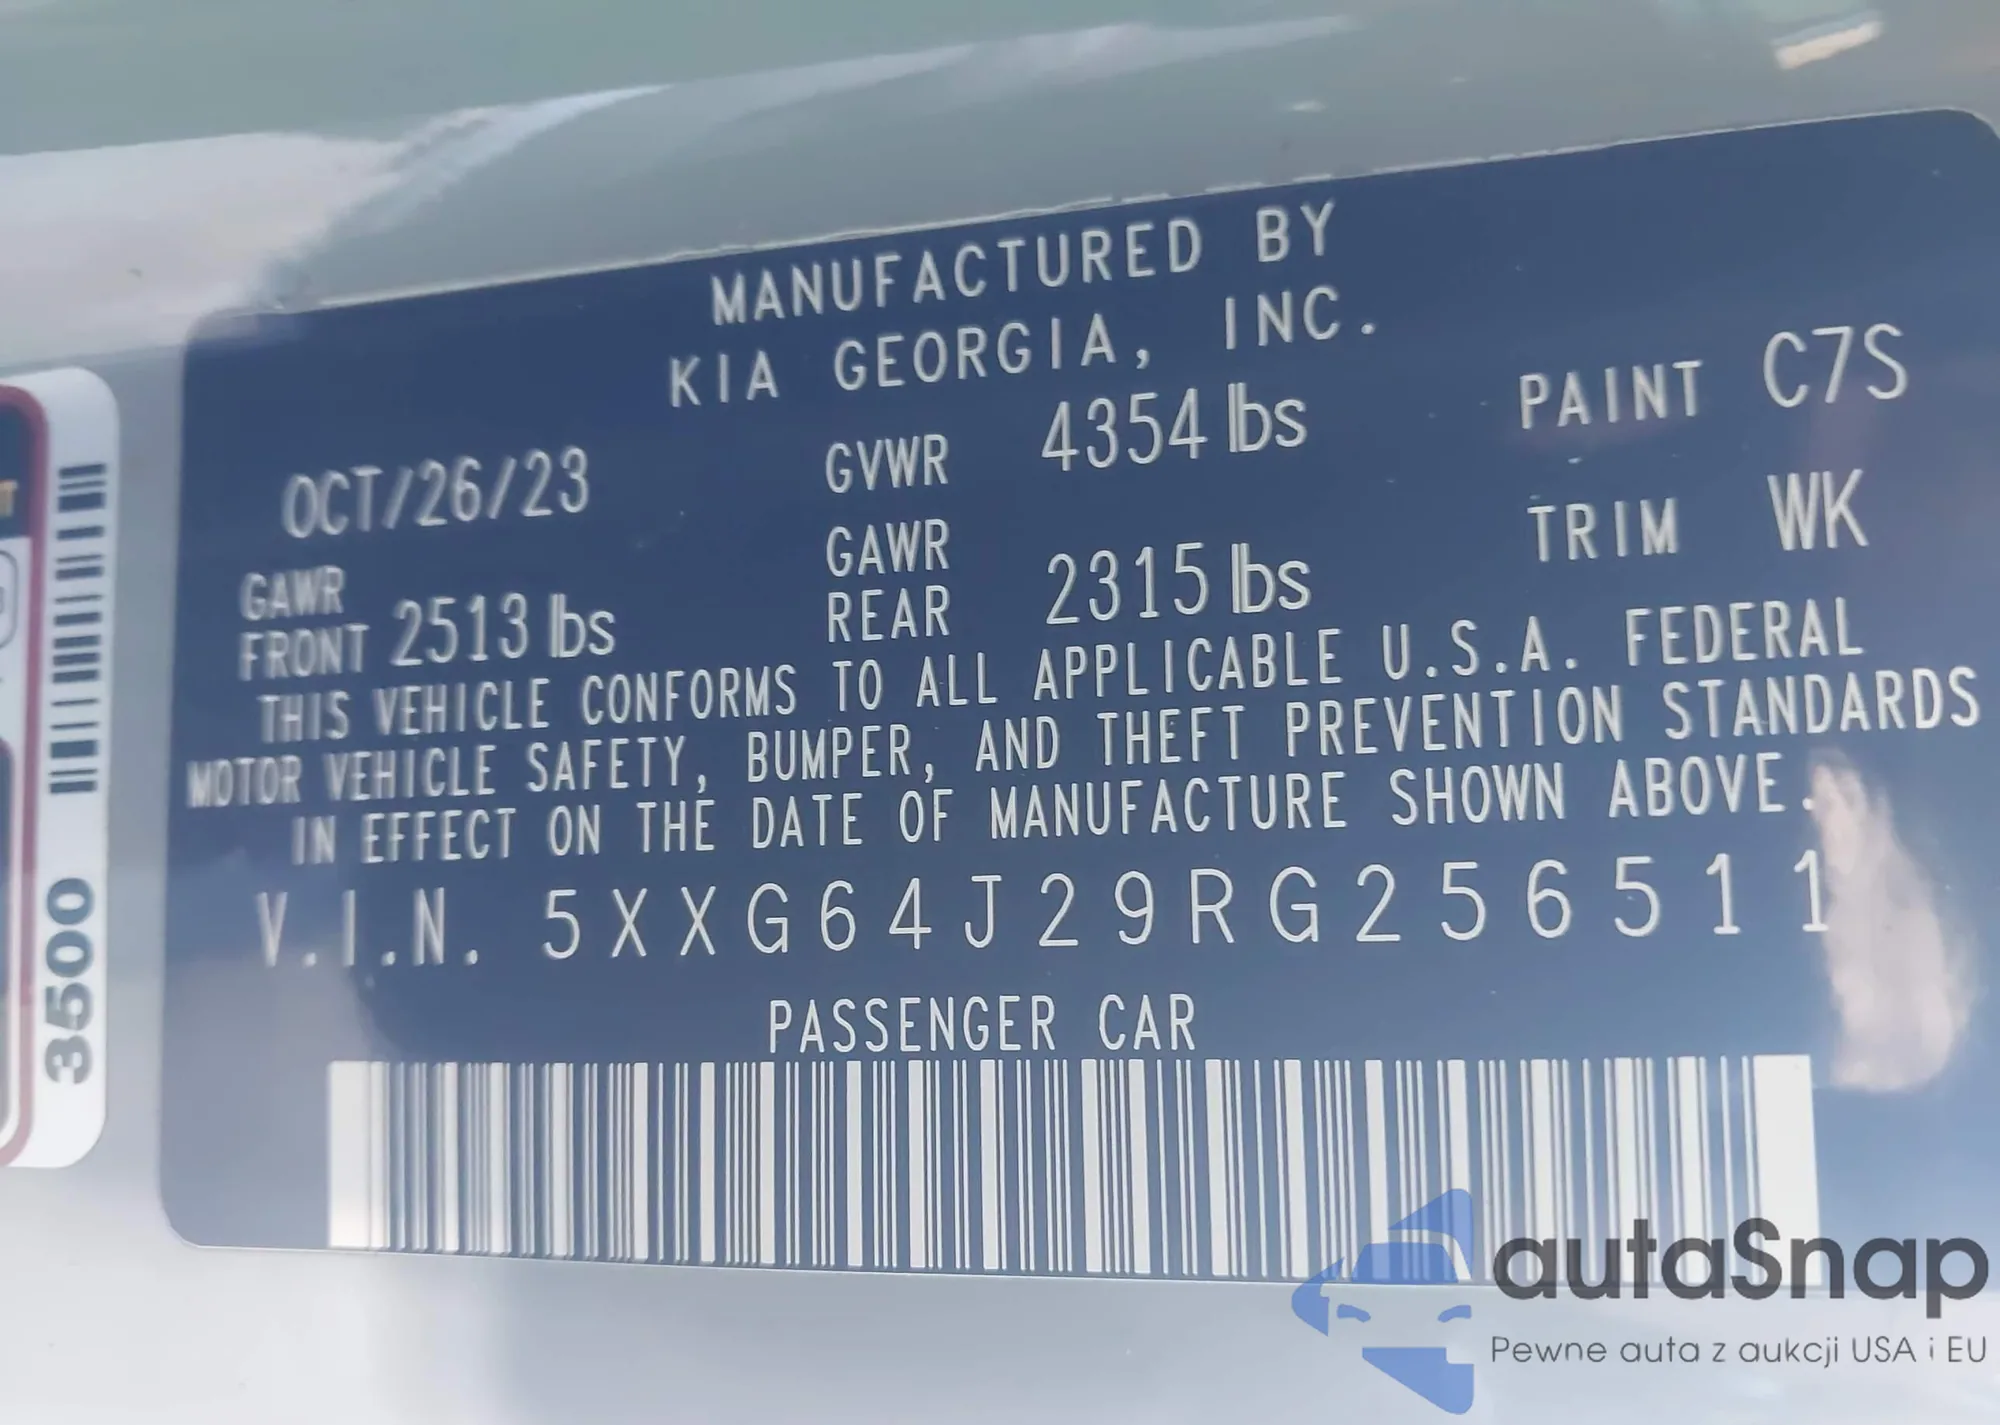 MANUFACTURED BY
KIA GEORGIA, INC.
OCT/26/23 GVWR 4354 lbs PAINT C7S
GAWR FRONT 2513 lbs GAWR REAR 2315 lbs TRIM WK
THIS VEHICLE CONFORMS TO ALL APPLICABLE U.S.A. FEDERAL
MOTOR VEHICLE SAFETY, BUMPER, AND THEFT PREVENTION STANDARDS
IN EFFECT ON THE DATE OF MANUFACTURE SHOWN ABOVE.
V.I.N. 5XXG64J29RG256511
PASSENGER CAR
3500
autaSnap
Pewne auta z aukcji USA i EU